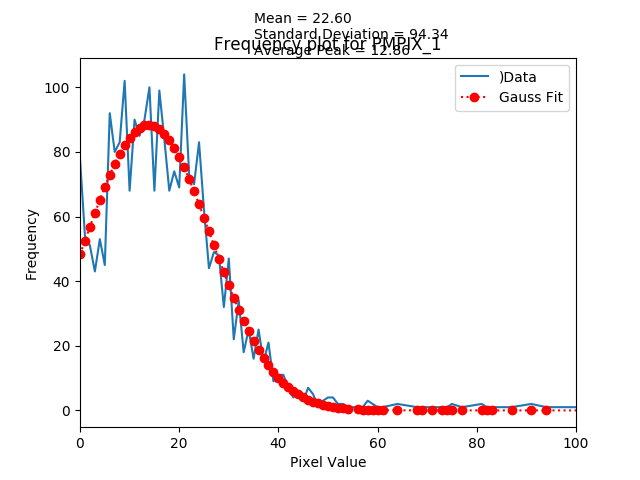 Mean = 22.60
Standard Deviation = 94.34
Frequency plot for PMPIX_1
Average Peak = 12.86
)Data
Gauss Fit
Frequency
100
80
60
40
20
0
0 20 40 60 80 100
Pixel Value